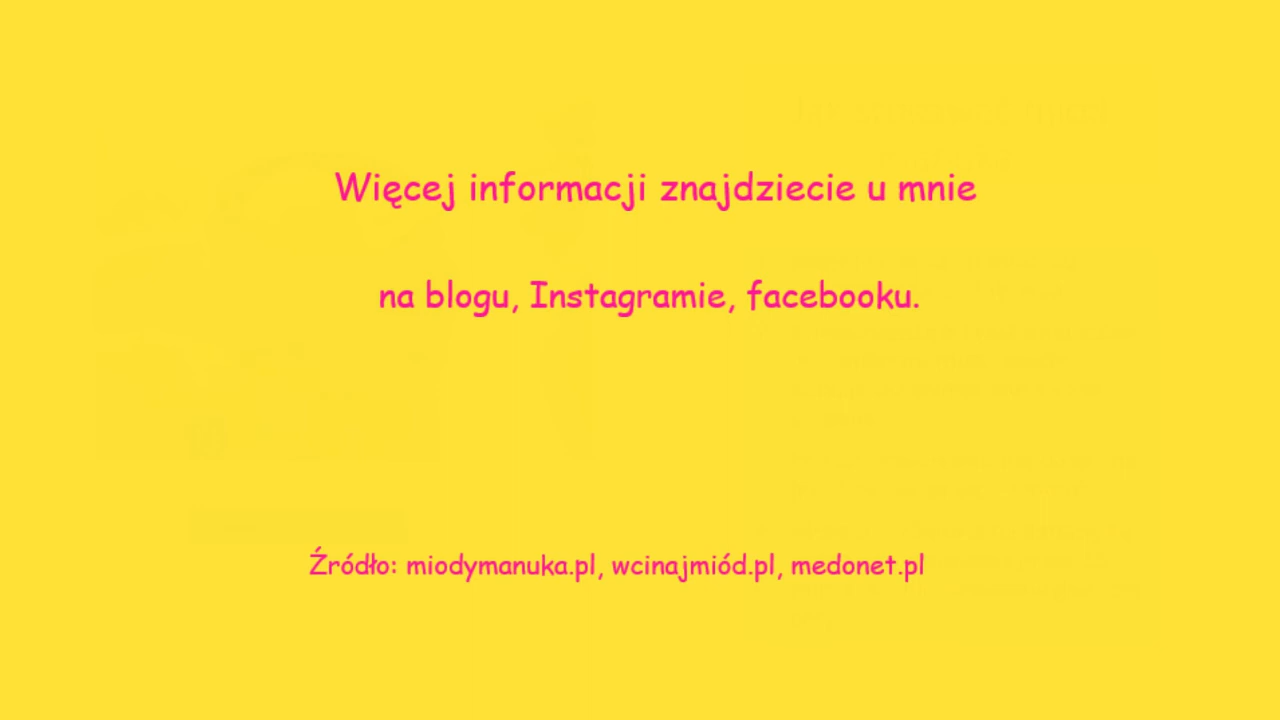 Więcej informacji znajdziecie u mnie
na blogu, Instagramie, facebooku.
Źródło: miodymanuka.pl, wcinajmiód.pl, medonet.pl